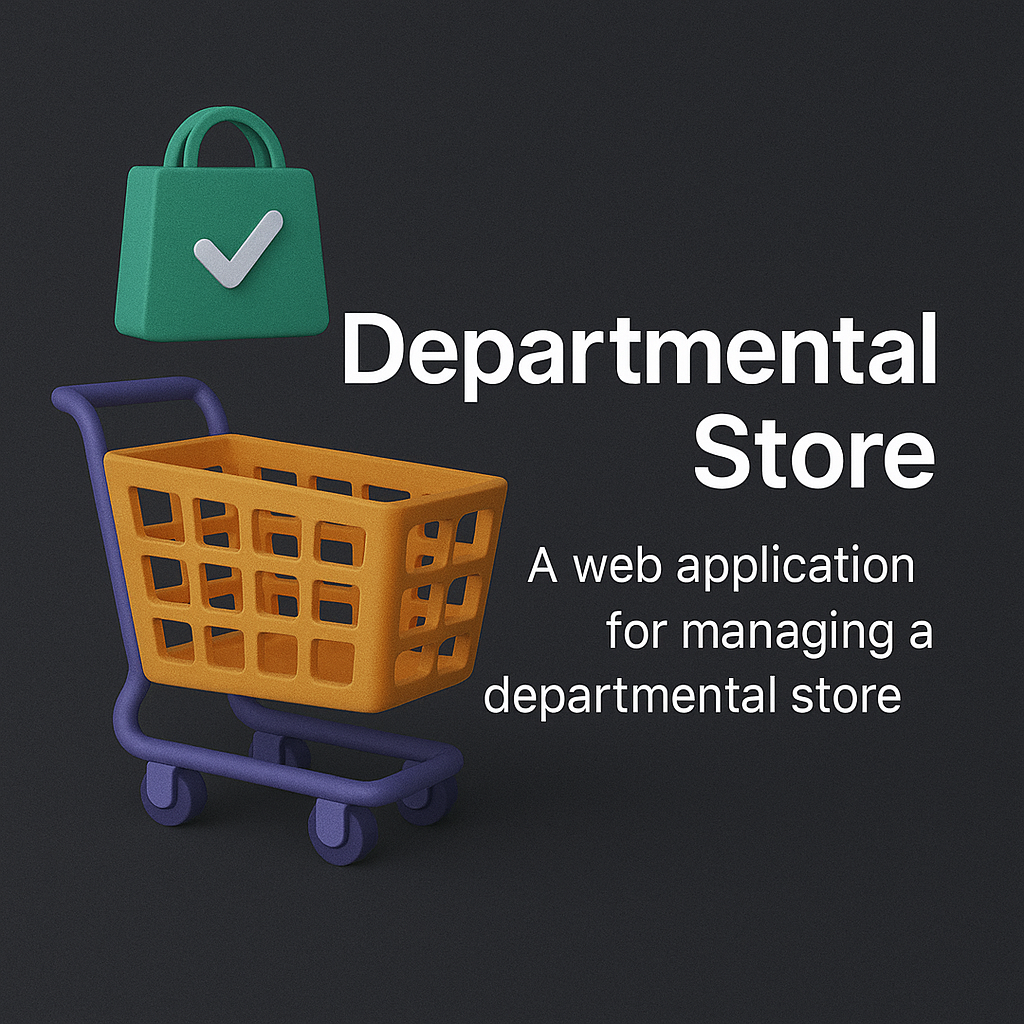 Departmental
Store
A web application
for managing a
departmental store